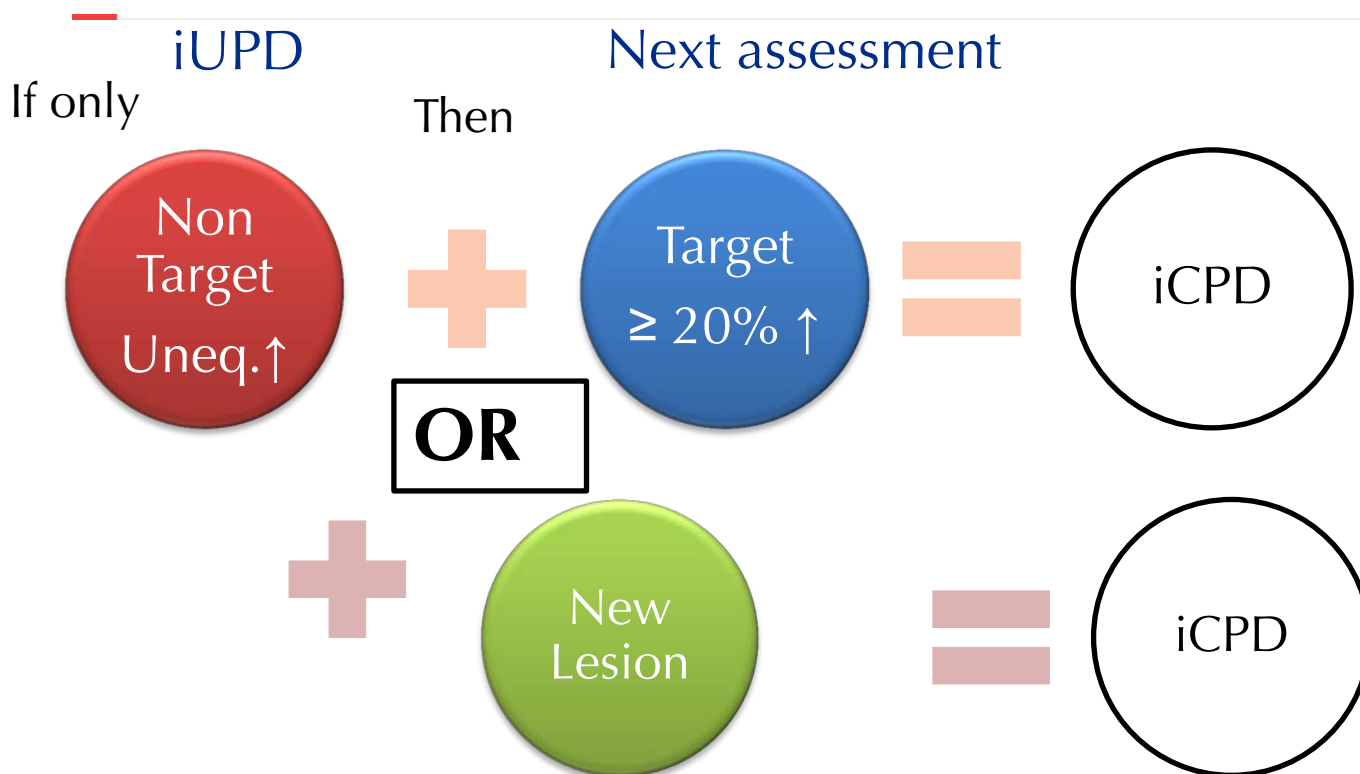 iUPD
Next assessment
If only
Then
Non
Target
Uneq.↑
Target
≥ 20% ↑
iCPD
OR
New
Lesion
iCPD